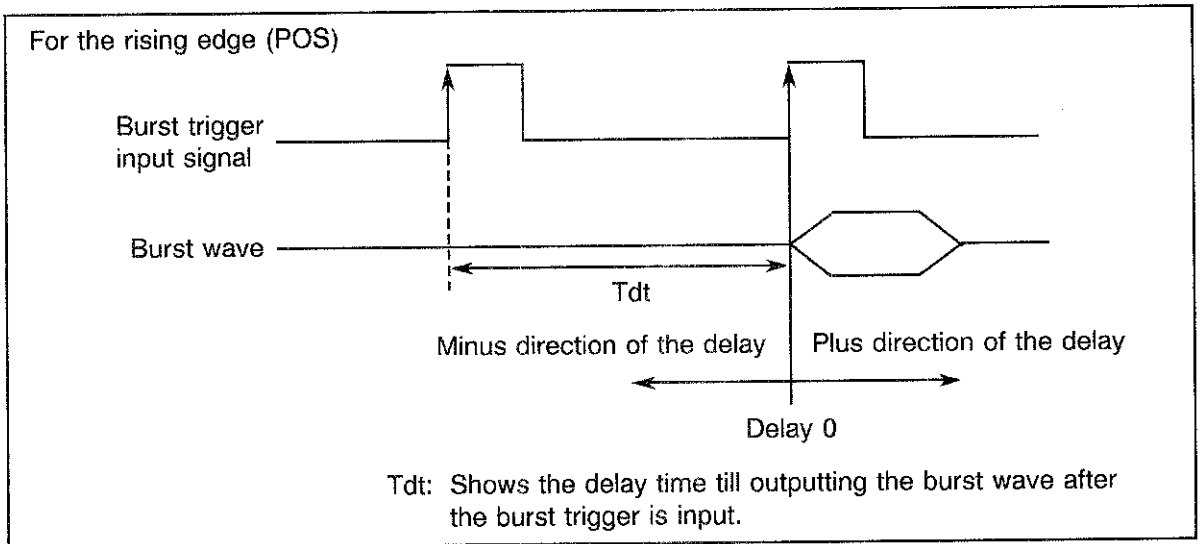 For the rising edge (POS)
Burst trigger
input signal
Burst wave
Tdt
Minus direction of the delay
Plus direction of the delay
Delay 0
Tdt: Shows the delay time till outputting the burst wave after
the burst trigger is input.